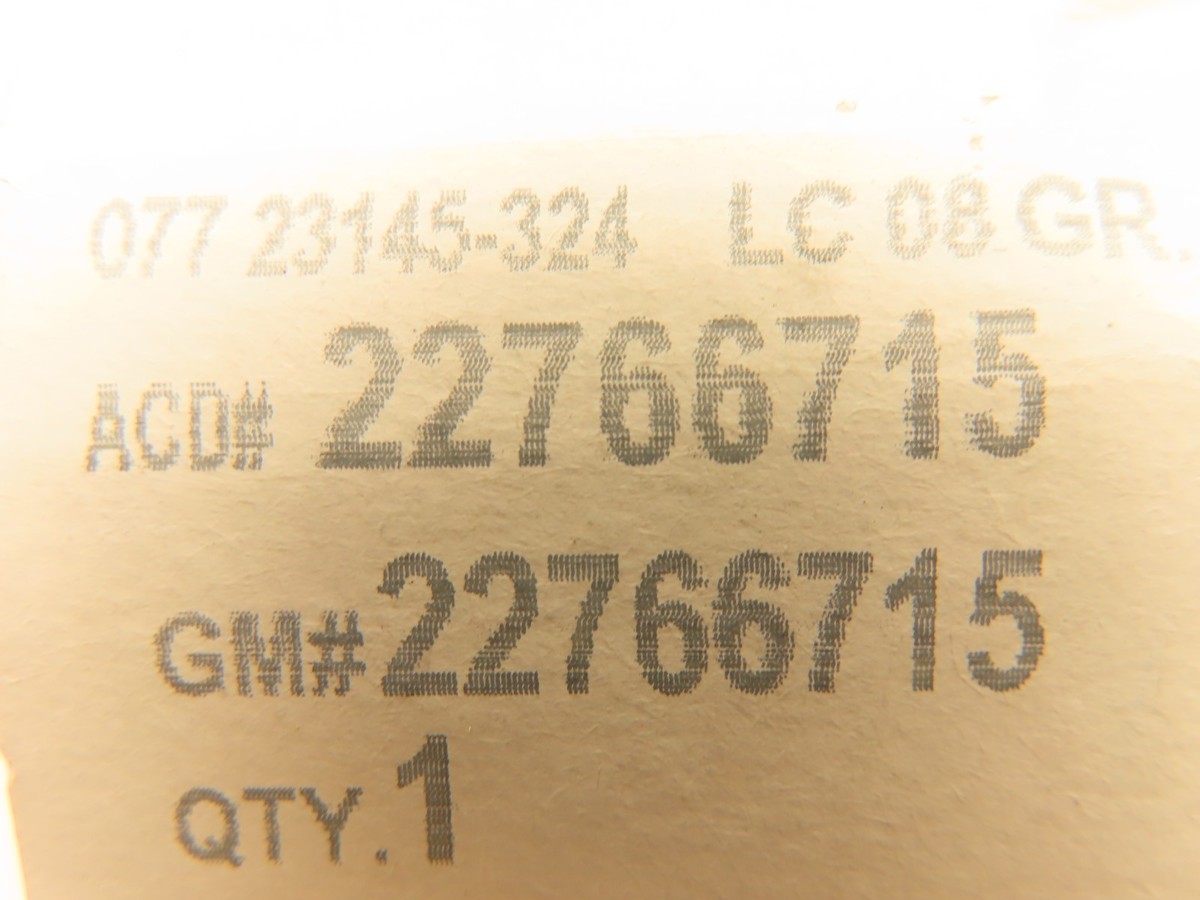 077 23145-324 LC 08 GR.
ACD# 22766715
GM# 22766715
QTY. 1